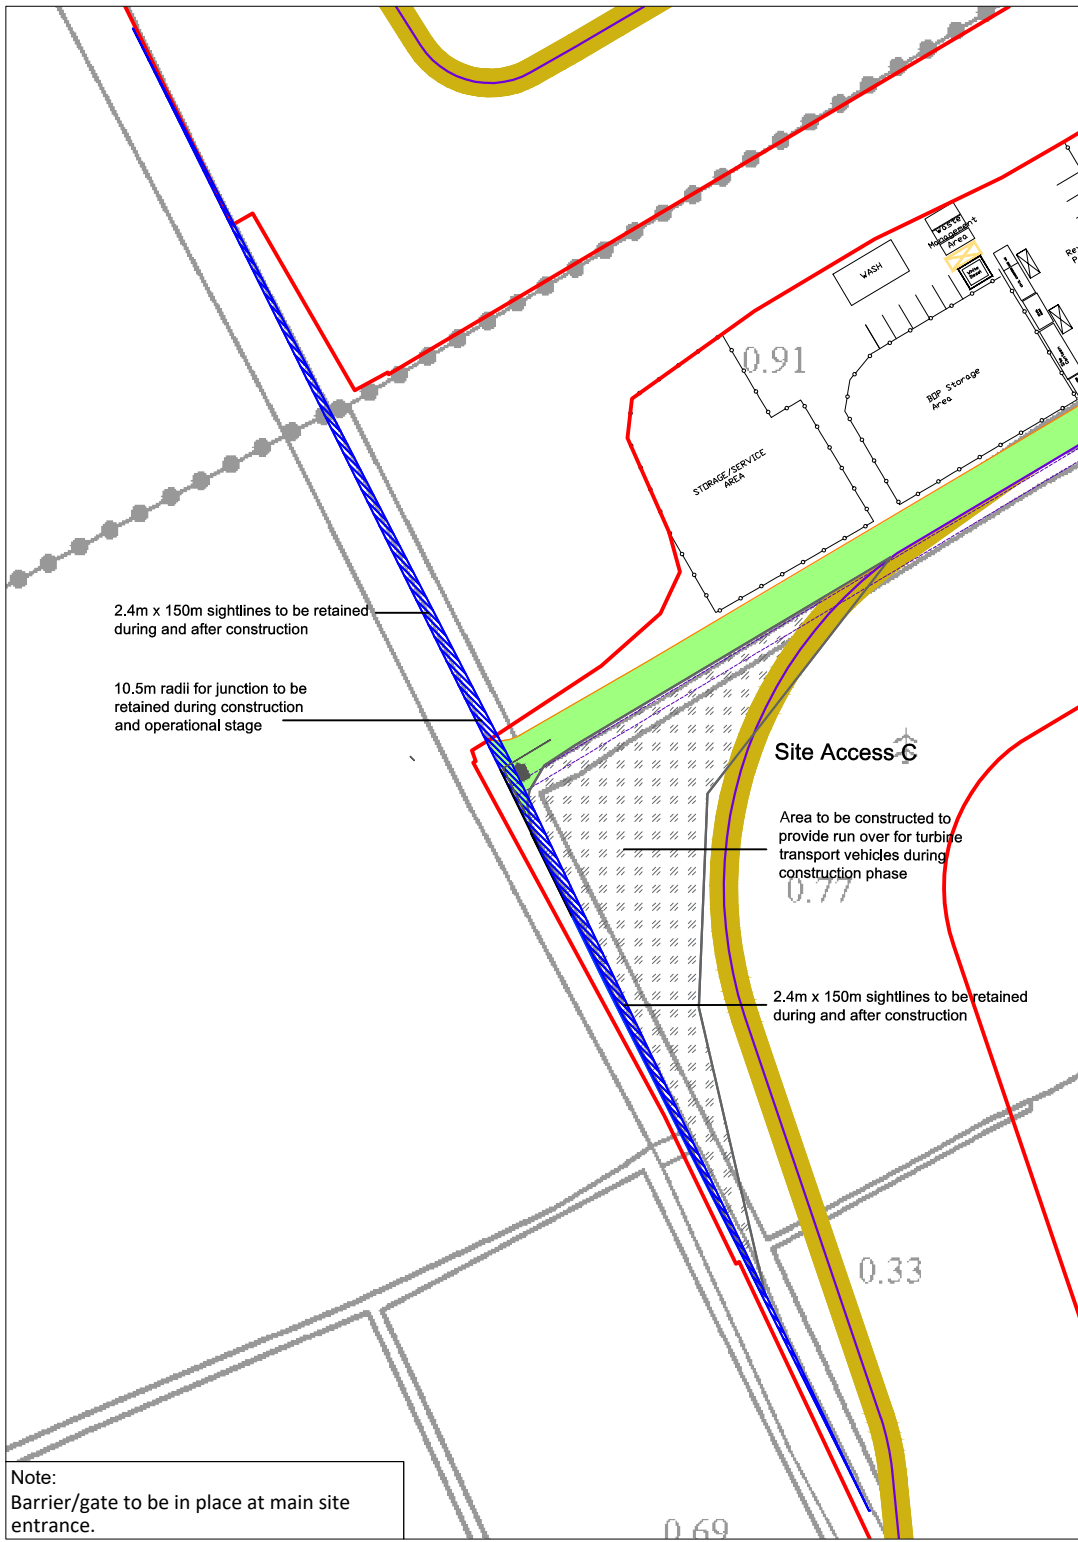 WASH
Waste
Management
Area
0.91
BOP Storage
Area
STORAGE/SERVICE
AREA
2.4m x 150m sightlines to be retained
during and after construction
10.5m radii for junction to be
retained during construction
and operational stage
Site Access C
Area to be constructed to
provide run over for turbine
transport vehicles during
construction phase
0.77
2.4m x 150m sightlines to be retained
during and after construction
0.33
Note:
Barrier/gate to be in place at main site
entrance.
0.69